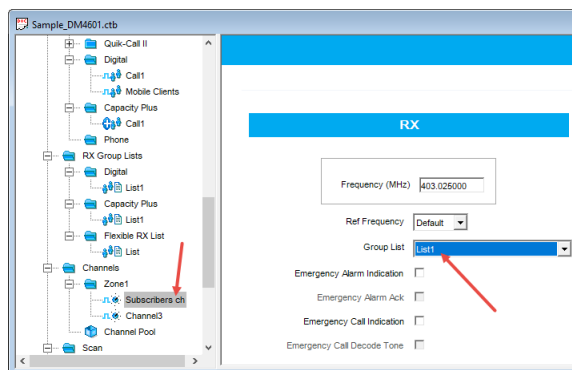 Sample_DM4601.ctb
Quik-Call II
Digital
Call1
Mobile Clients
Capacity Plus
Call1
Phone
RX Group Lists
Digital
List1
Capacity Plus
List1
Flexible RX List
List
Channels
Zone1
Subscribers ch
Channel3
Channel Pool
Scan
RX
Frequency (MHz) 403.025000
Ref Frequency Default
Group List List1
Emergency Alarm Indication
Emergency Alarm Ack
Emergency Call Indication
Emergency Call Decode Tone